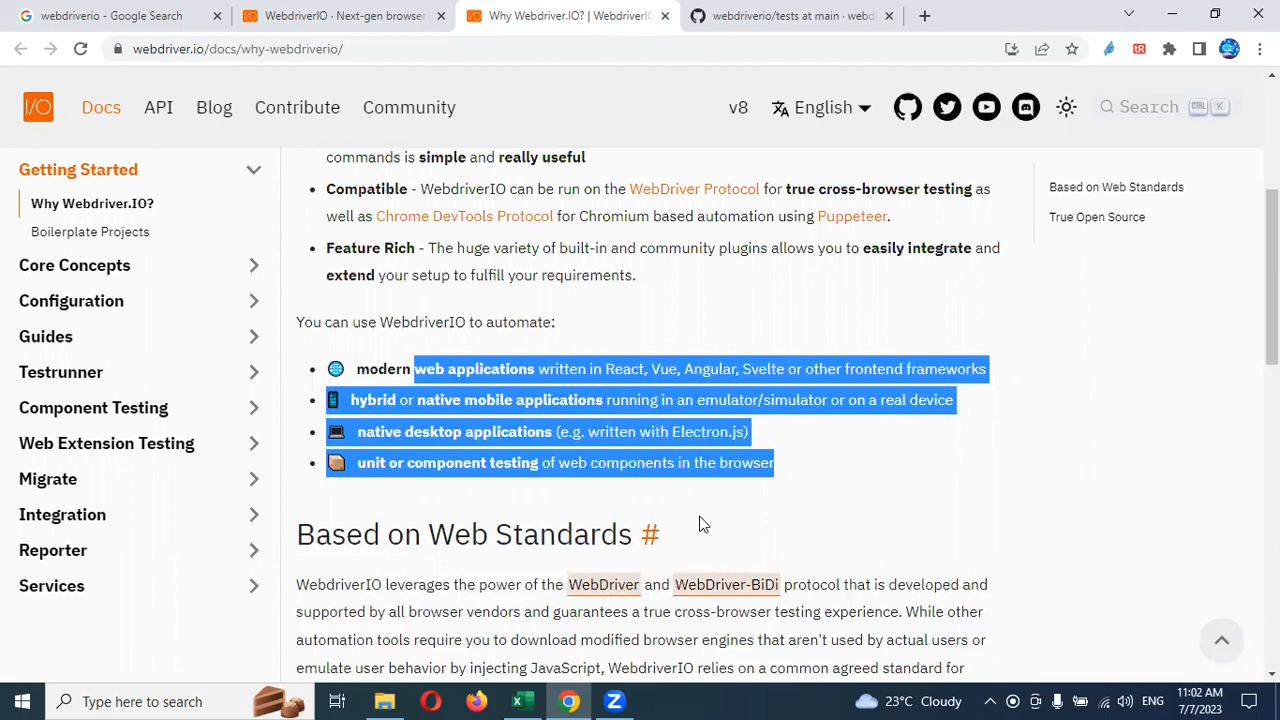 webdriverio - Google Search
WebdriverIO · Next-gen browser
Why Webdriver.IO? | WebdriverIO
webdriverio/tests at main · webd
webdriver.io/docs/why-webdriverio/
I/O
Docs
API
Blog
Contribute
Community
v8
English
Search
CTRL
K
Getting Started
Why Webdriver.IO?
Boilerplate Projects
Core Concepts
Configuration
Guides
Testrunner
Component Testing
Web Extension Testing
Migrate
Integration
Reporter
Services
commands is simple and really useful
Compatible - WebdriverIO can be run on the WebDriver Protocol for true cross-browser testing as
well as Chrome DevTools Protocol for Chromium based automation using Puppeteer.
Feature Rich - The huge variety of built-in and community plugins allows you to easily integrate and
extend your setup to fulfill your requirements.
You can use WebdriverIO to automate:
modern web applications written in React, Vue, Angular, Svelte or other frontend frameworks
hybrid or native mobile applications running in an emulator/simulator or on a real device
native desktop applications (e.g. written with Electron.js)
unit or component testing of web components in the browser
Based on Web Standards #
WebdriverIO leverages the power of the WebDriver and WebDriver-BiDi protocol that is developed and
supported by all browser vendors and guarantees a true cross-browser testing experience. While other
automation tools require you to download modified browser engines that aren't used by actual users or
emulate user behavior by injecting JavaScript, WebdriverIO relies on a common agreed standard for
Based on Web Standards
True Open Source
Type here to search
23°C Cloudy
ENG
11:02 AM
7/7/2023